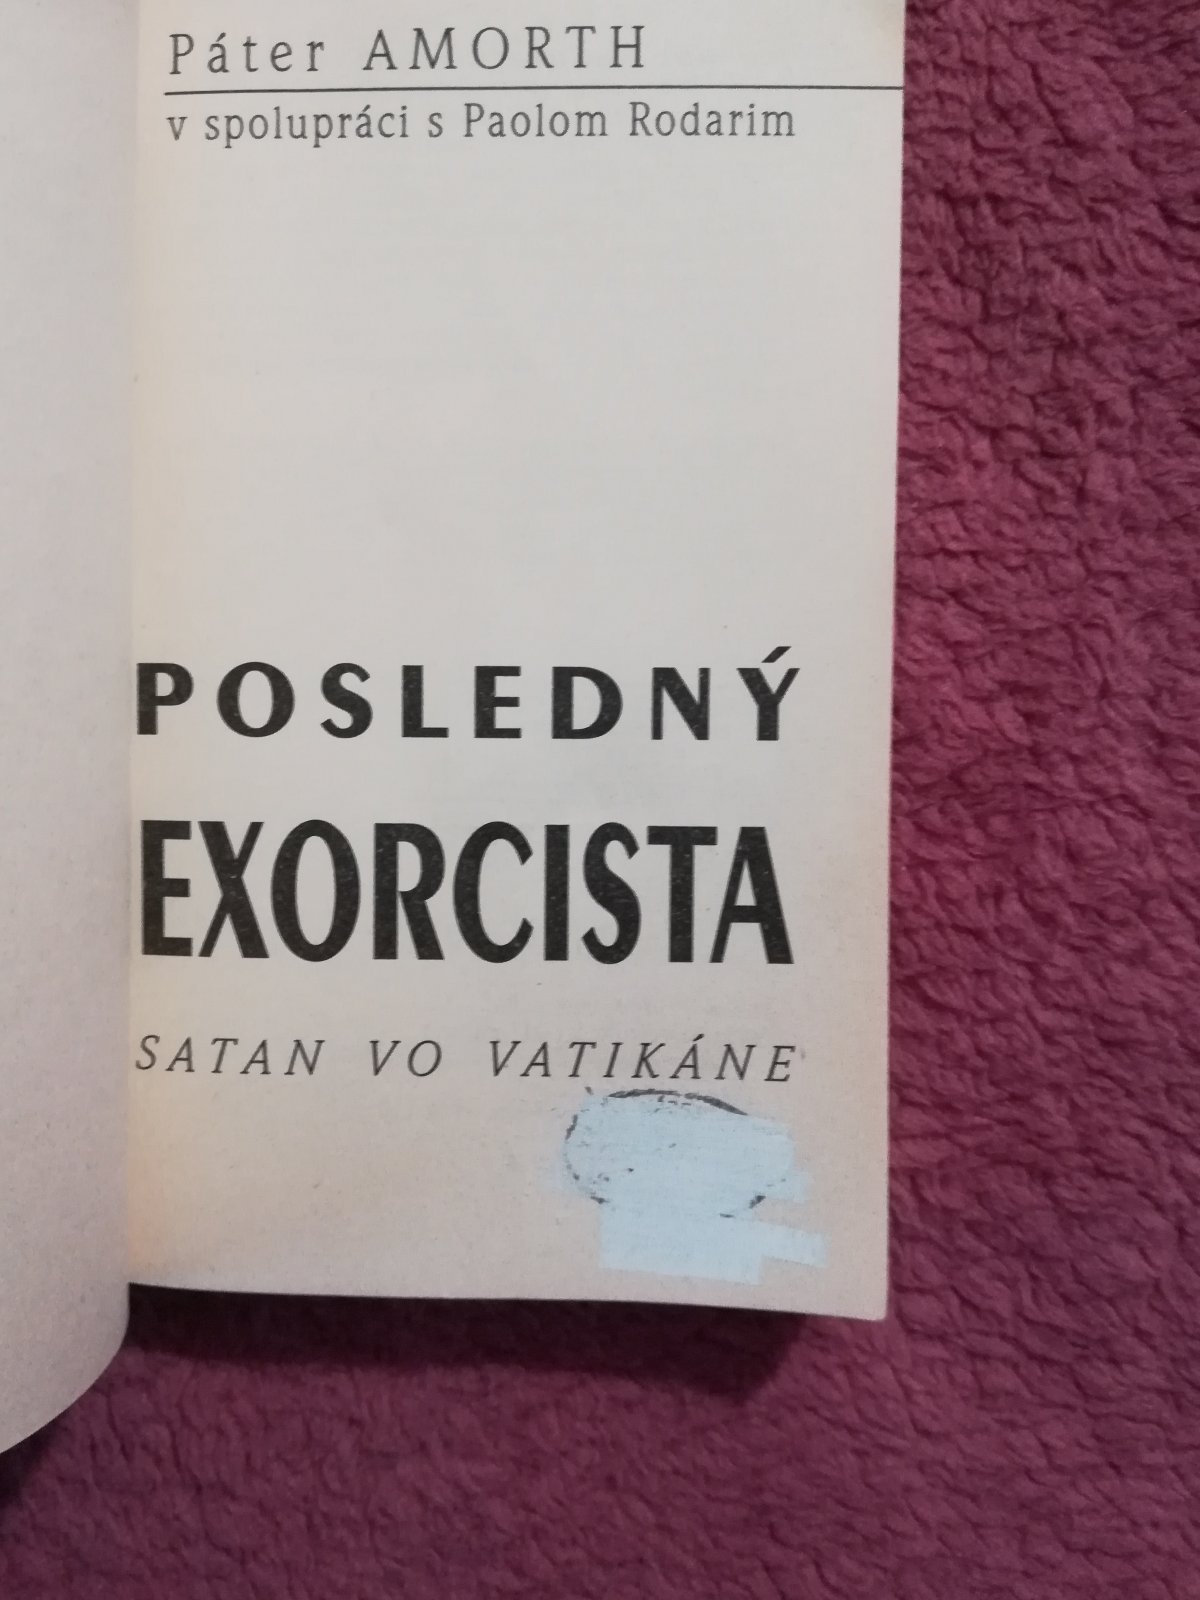 Páter AMORTH
v spolupráci s Paolom Rodarim
POSLEDNÝ
EXORCISTA
SATAN VO VATIKÁNE